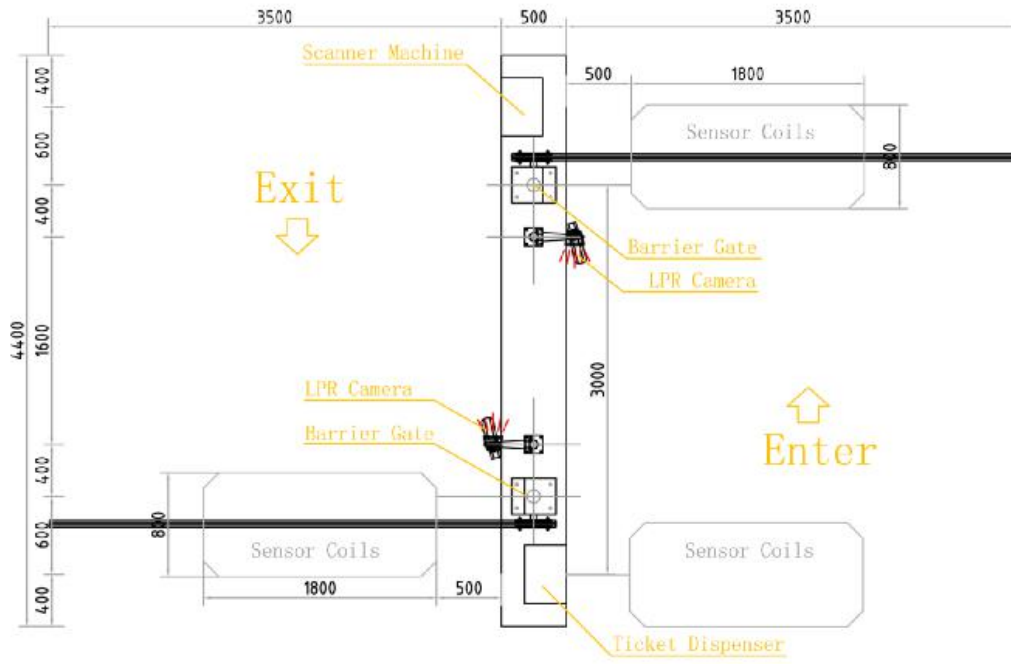 3500
500
3500
Scanner Machine
400
500
1800
Sensor Coils
600
800
Exit
400
Barrier Gate
LPR Camera
4400
1600
3000
LPR Camera
Barrier Gate
Enter
400
800
600
Sensor Coils
Sensor Coils
1800
500
400
Ticket Dispenser